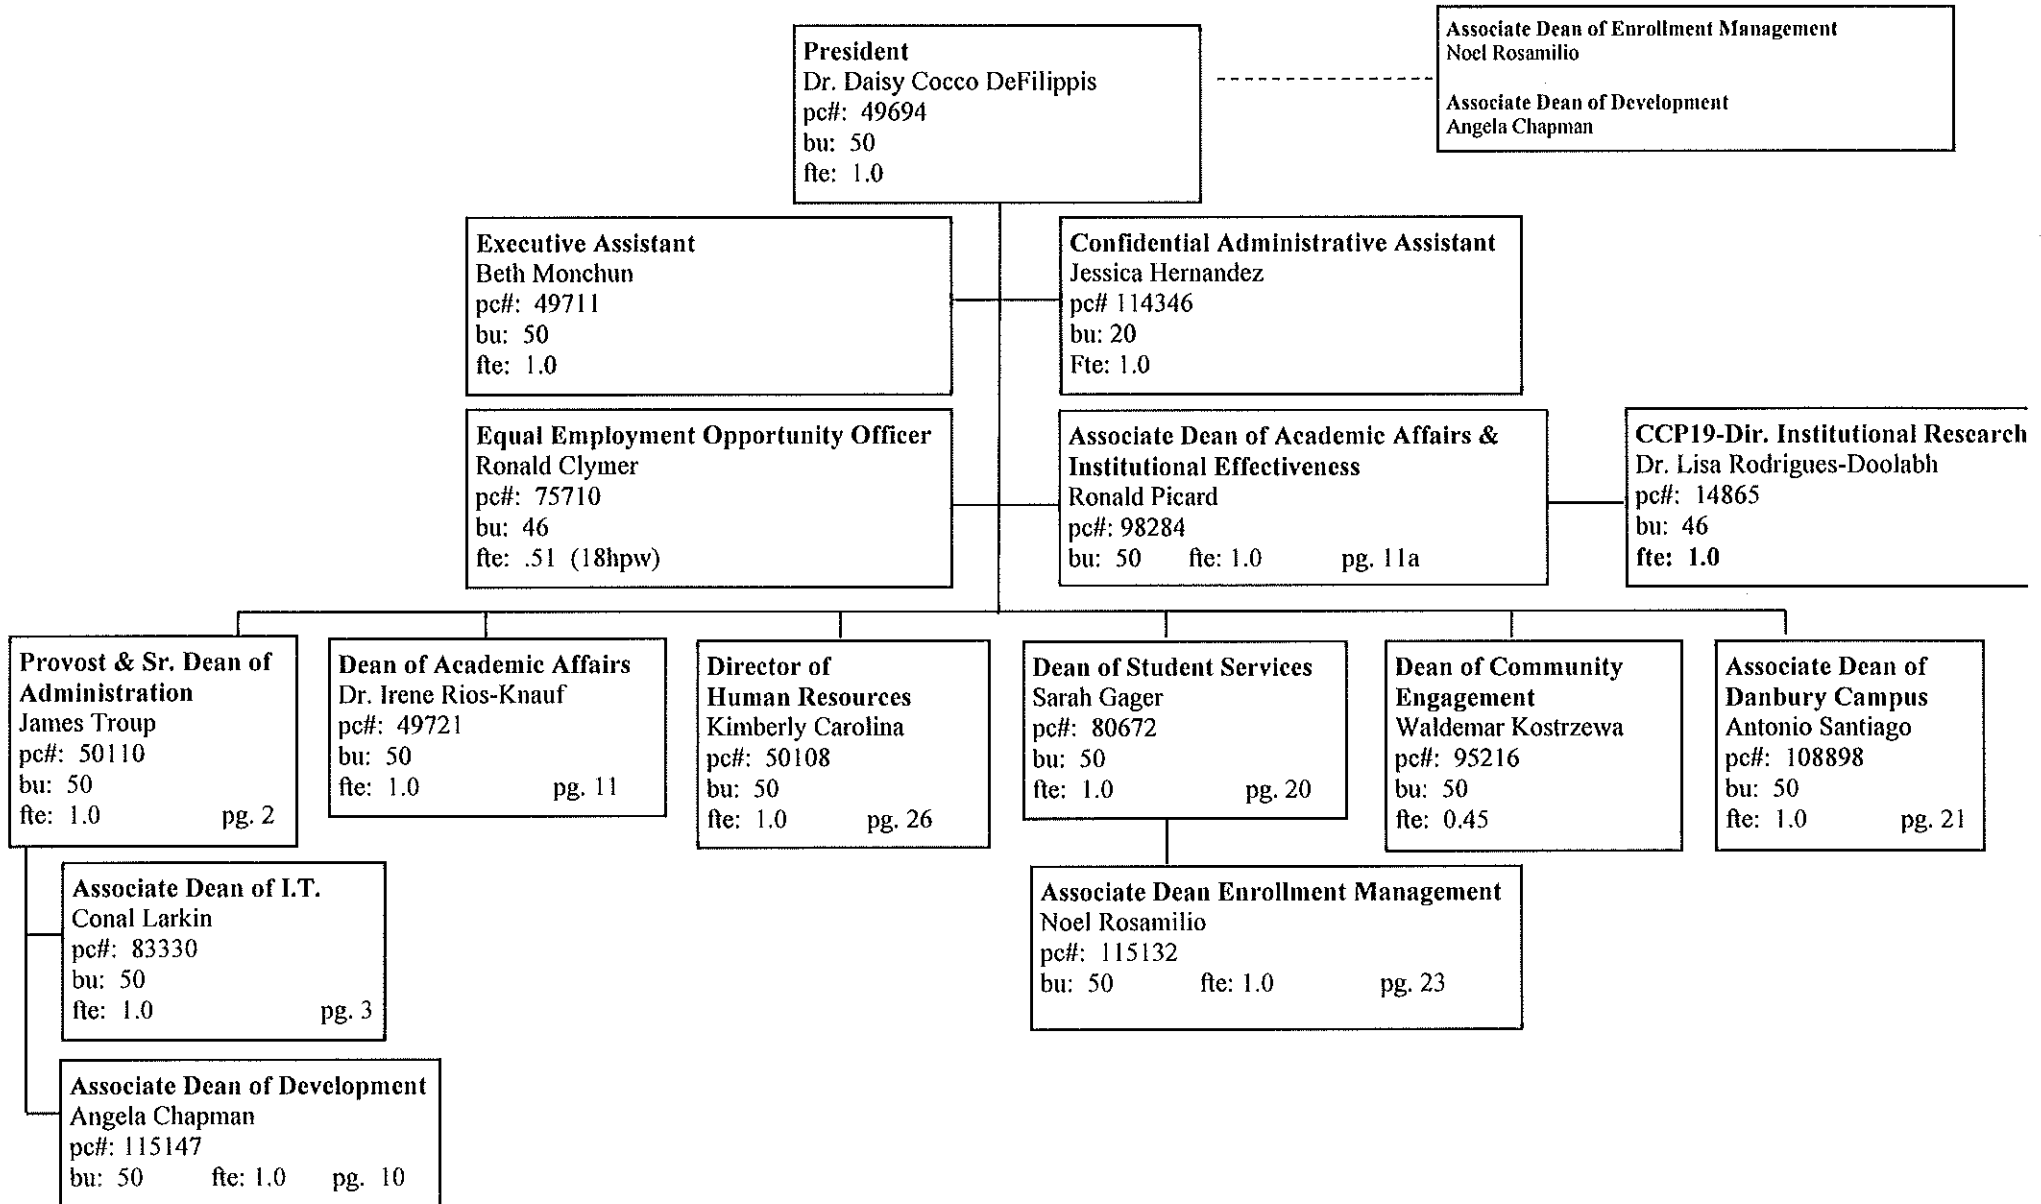 President
Dr. Daisy Cocco DeFilippis
pc#: 49694
bu: 50
fte: 1.0
Associate Dean of Enrollment Management
Noel Rosamilio
Associate Dean of Development
Angela Chapman
Executive Assistant
Beth Monchun
pc#: 49711
bu: 50
fte: 1.0
Confidential Administrative Assistant
Jessica Hernandez
pc# 114346
bu: 20
Fte: 1.0
Equal Employment Opportunity Officer
Ronald Clymer
pc#: 75710
bu: 46
fte: .51 (18hpw)
Associate Dean of Academic Affairs &
Institutional Effectiveness
Ronald Picard
pc#: 98284
bu: 50 fte: 1.0 pg. 11a
CCP19-Dir. Institutional Research
Dr. Lisa Rodrigues-Doolabh
pc#: 14865
bu: 46
fte: 1.0
Provost & Sr. Dean of
Administration
James Troup
pc#: 50110
bu: 50
fte: 1.0 pg. 2
Dean of Academic Affairs
Dr. Irene Rios-Knauf
pc#: 49721
bu: 50
fte: 1.0 pg. 11
Director of
Human Resources
Kimberly Carolina
pc#: 50108
bu: 50
fte: 1.0 pg. 26
Dean of Student Services
Sarah Gager
pc#: 80672
bu: 50
fte: 1.0 pg. 20
Dean of Community
Engagement
Waldemar Kostrzewa
pc#: 95216
bu: 50
fte: 0.45
Associate Dean of
Danbury Campus
Antonio Santiago
pc#: 108898
bu: 50
fte: 1.0 pg. 21
Associate Dean of I.T.
Conal Larkin
pc#: 83330
bu: 50
fte: 1.0 pg. 3
Associate Dean Enrollment Management
Noel Rosamilio
pc#: 115132
bu: 50 fte: 1.0 pg. 23
Associate Dean of Development
Angela Chapman
pc#: 115147
bu: 50 fte: 1.0 pg. 10